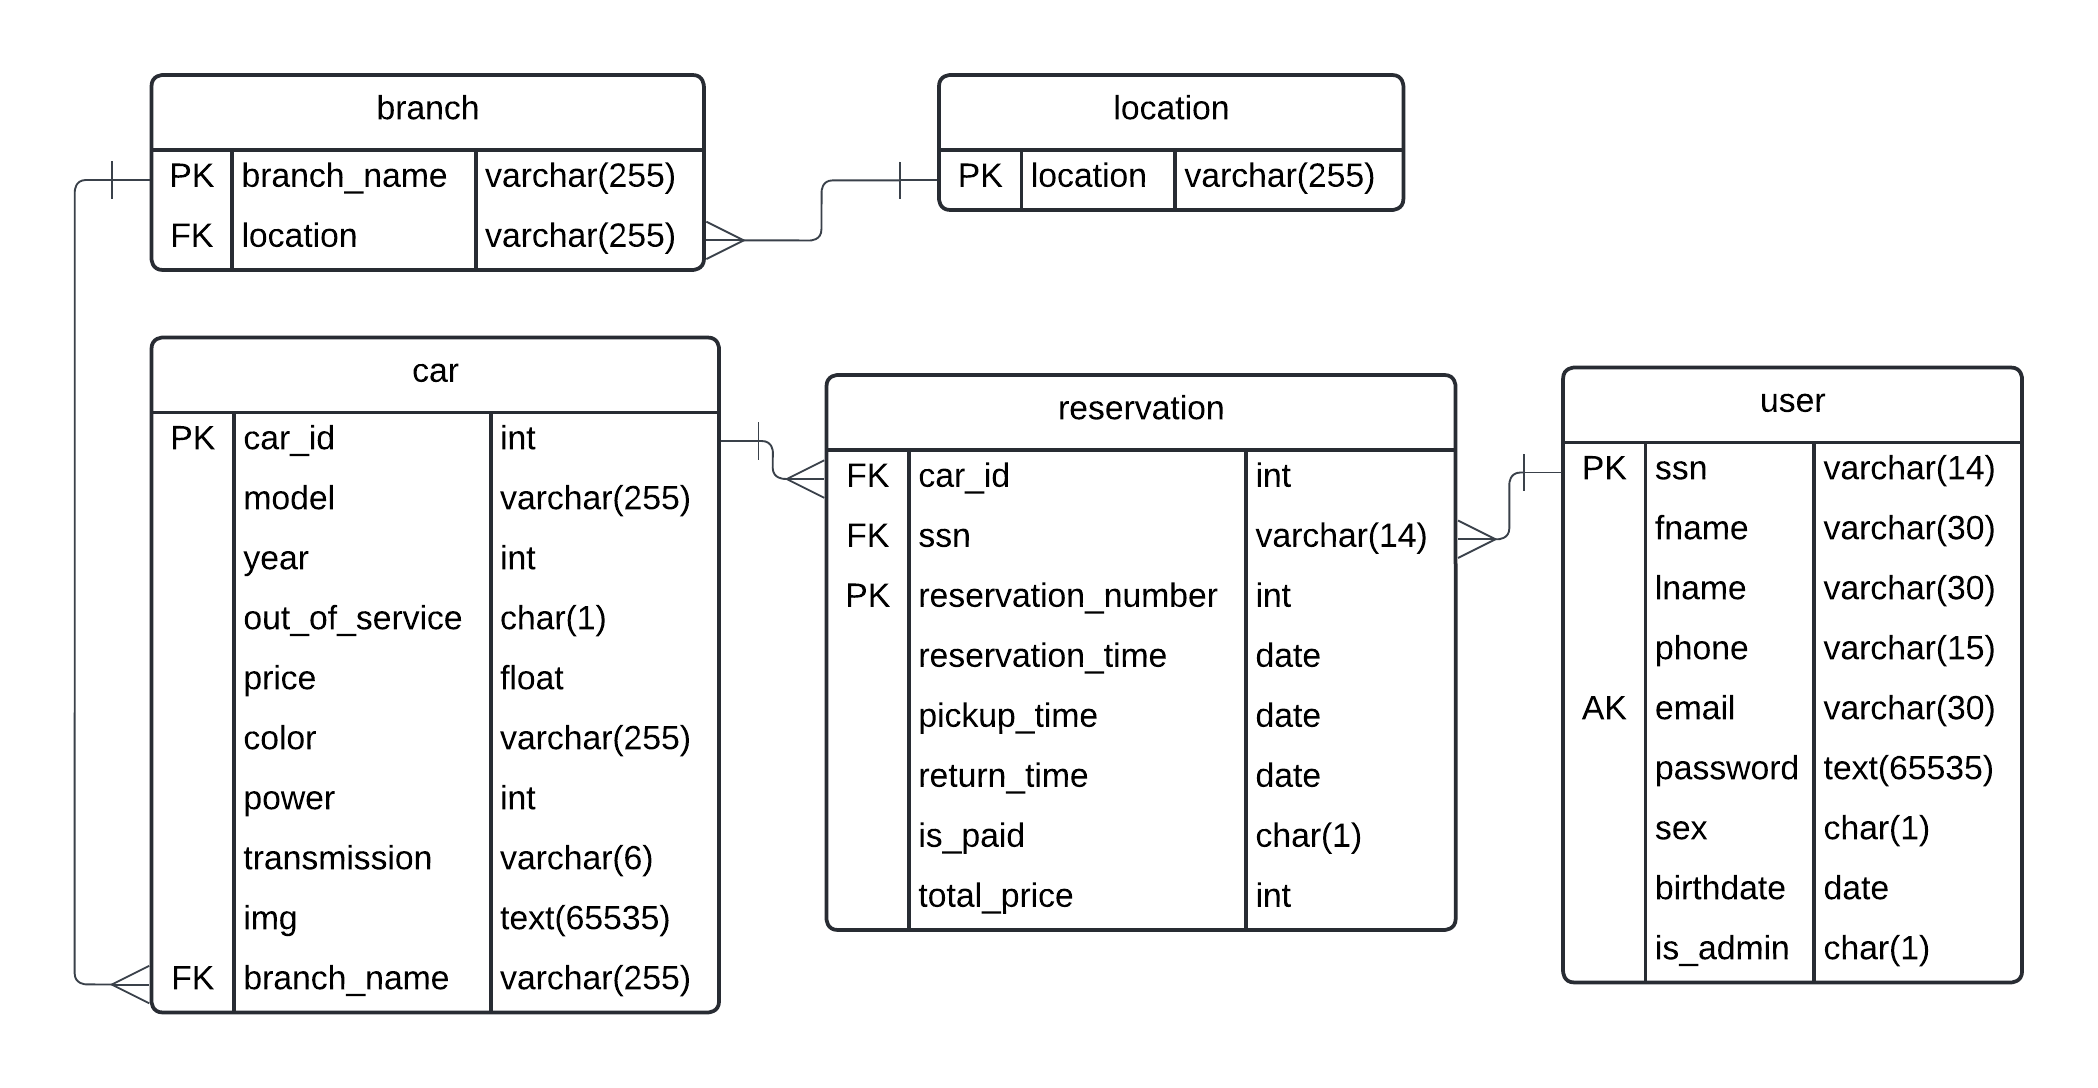 branch
PK branch_name varchar(255)
FK location varchar(255)
location
PK location varchar(255)
car
PK car_id int
model varchar(255)
year int
out_of_service char(1)
price float
color varchar(255)
power int
transmission varchar(6)
img text(65535)
FK branch_name varchar(255)
reservation
FK car_id int
FK ssn varchar(14)
PK reservation_number int
reservation_time date
pickup_time date
return_time date
is_paid char(1)
total_price int
user
PK ssn varchar(14)
fname varchar(30)
lname varchar(30)
phone varchar(15)
AK email varchar(30)
password text(65535)
sex char(1)
birthdate date
is_admin char(1)